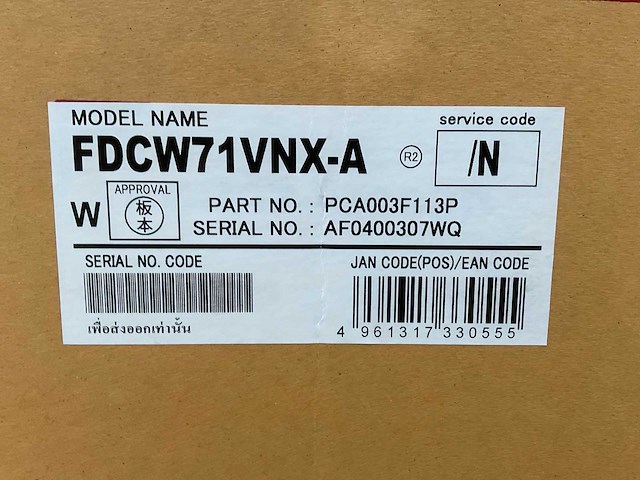 MODEL NAME
service code
FDCW71VNX-A
R2
/N
W
APPROVAL
板
本
PART NO. : PCA003F113P
SERIAL NO. : AF0400307WQ
SERIAL NO. CODE
JAN CODE(POS)/EAN CODE
4 961317 330555
เพื่อส่งออกเท่านั้น